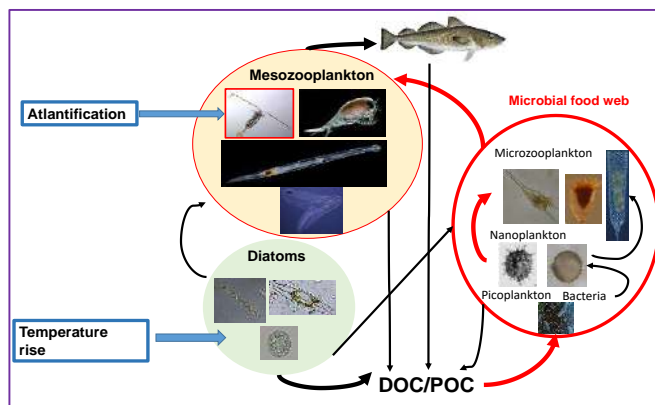 Mesozooplankton
Atlantification
Microbial food web
Microzooplankton
Nanoplankton
Diatoms
Picoplankton Bacteria
Temperature
rise
DOC/POC